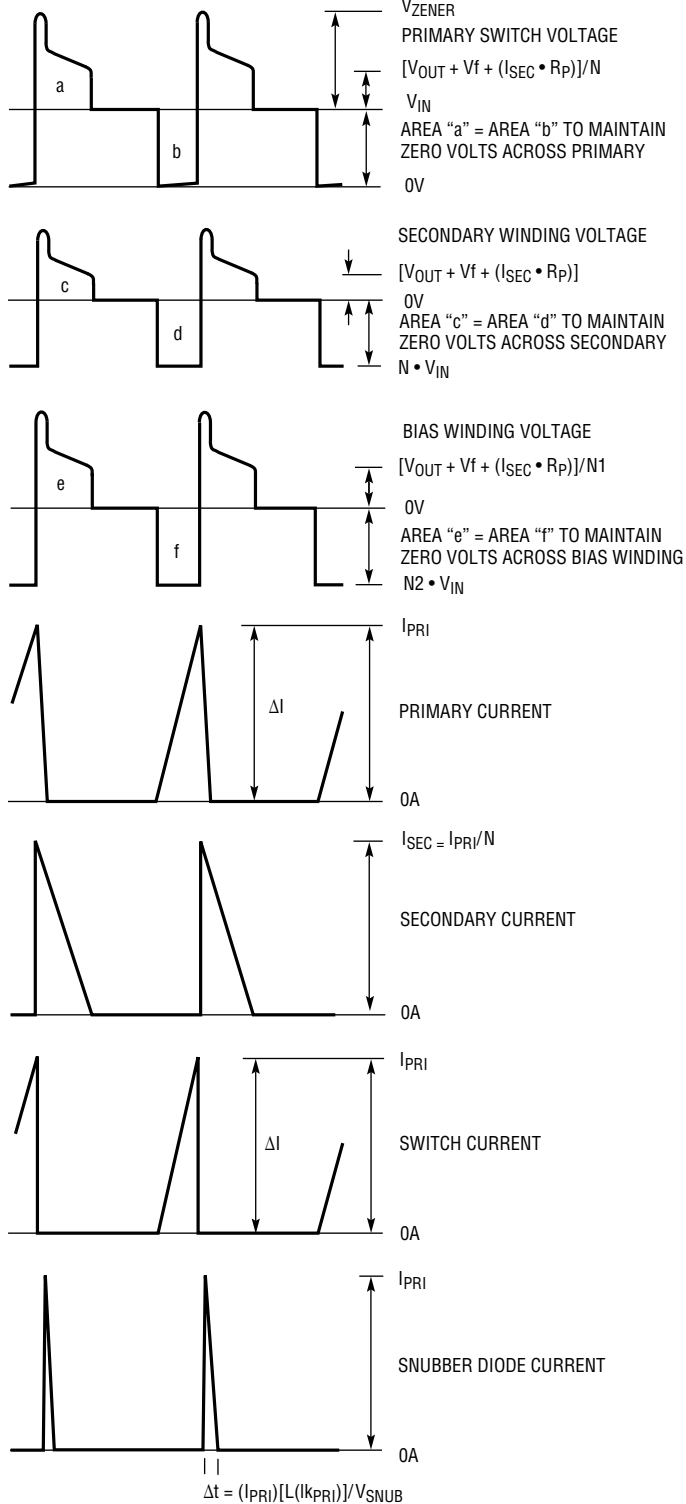 VZENER
PRIMARY SWITCH VOLTAGE
[VOUT + Vf + (ISEC • RP)]/N
a
VIN
AREA “a” = AREA “b” TO MAINTAIN
ZERO VOLTS ACROSS PRIMARY
b
0V
SECONDARY WINDING VOLTAGE
[VOUT + Vf + (ISEC • RP)]
c
0V
AREA “c” = AREA “d” TO MAINTAIN
ZERO VOLTS ACROSS SECONDARY
d
N • VIN
BIAS WINDING VOLTAGE
[VOUT + Vf + (ISEC • RP)]/N1
e
0V
AREA “e” = AREA “f” TO MAINTAIN
ZERO VOLTS ACROSS BIAS WINDING
f
N2 • VIN
IPRI
∆I
PRIMARY CURRENT
0A
ISEC = IPRI/N
SECONDARY CURRENT
0A
IPRI
∆I
SWITCH CURRENT
0A
IPRI
SNUBBER DIODE CURRENT
0A
∆t = (IPRI)[L(lkPRI)]/VSNUB